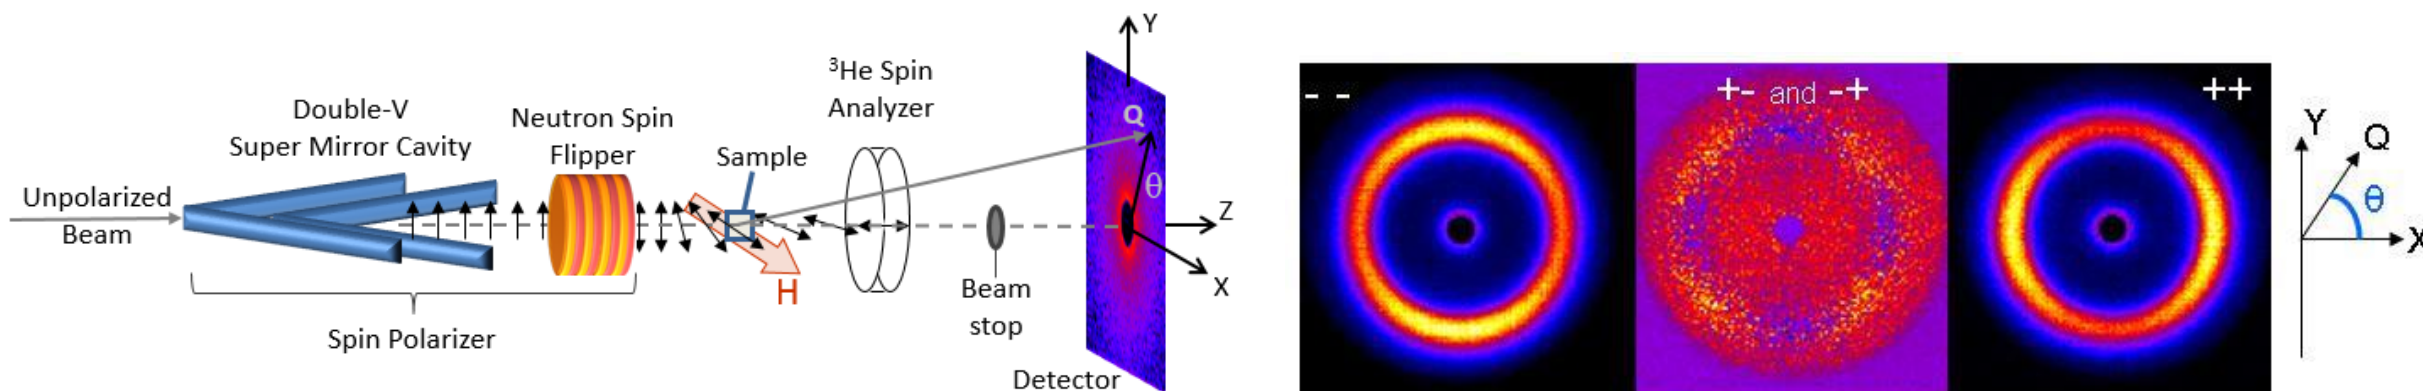 Unpolarized
Beam
Double-V
Super Mirror Cavity
Neutron Spin
Flipper
Spin Polarizer
Sample
H
³He Spin
Analyzer
Beam
stop
Q
θ
Y
Z
X
Detector
- -
+- and -+
++
Y
Q
θ
X